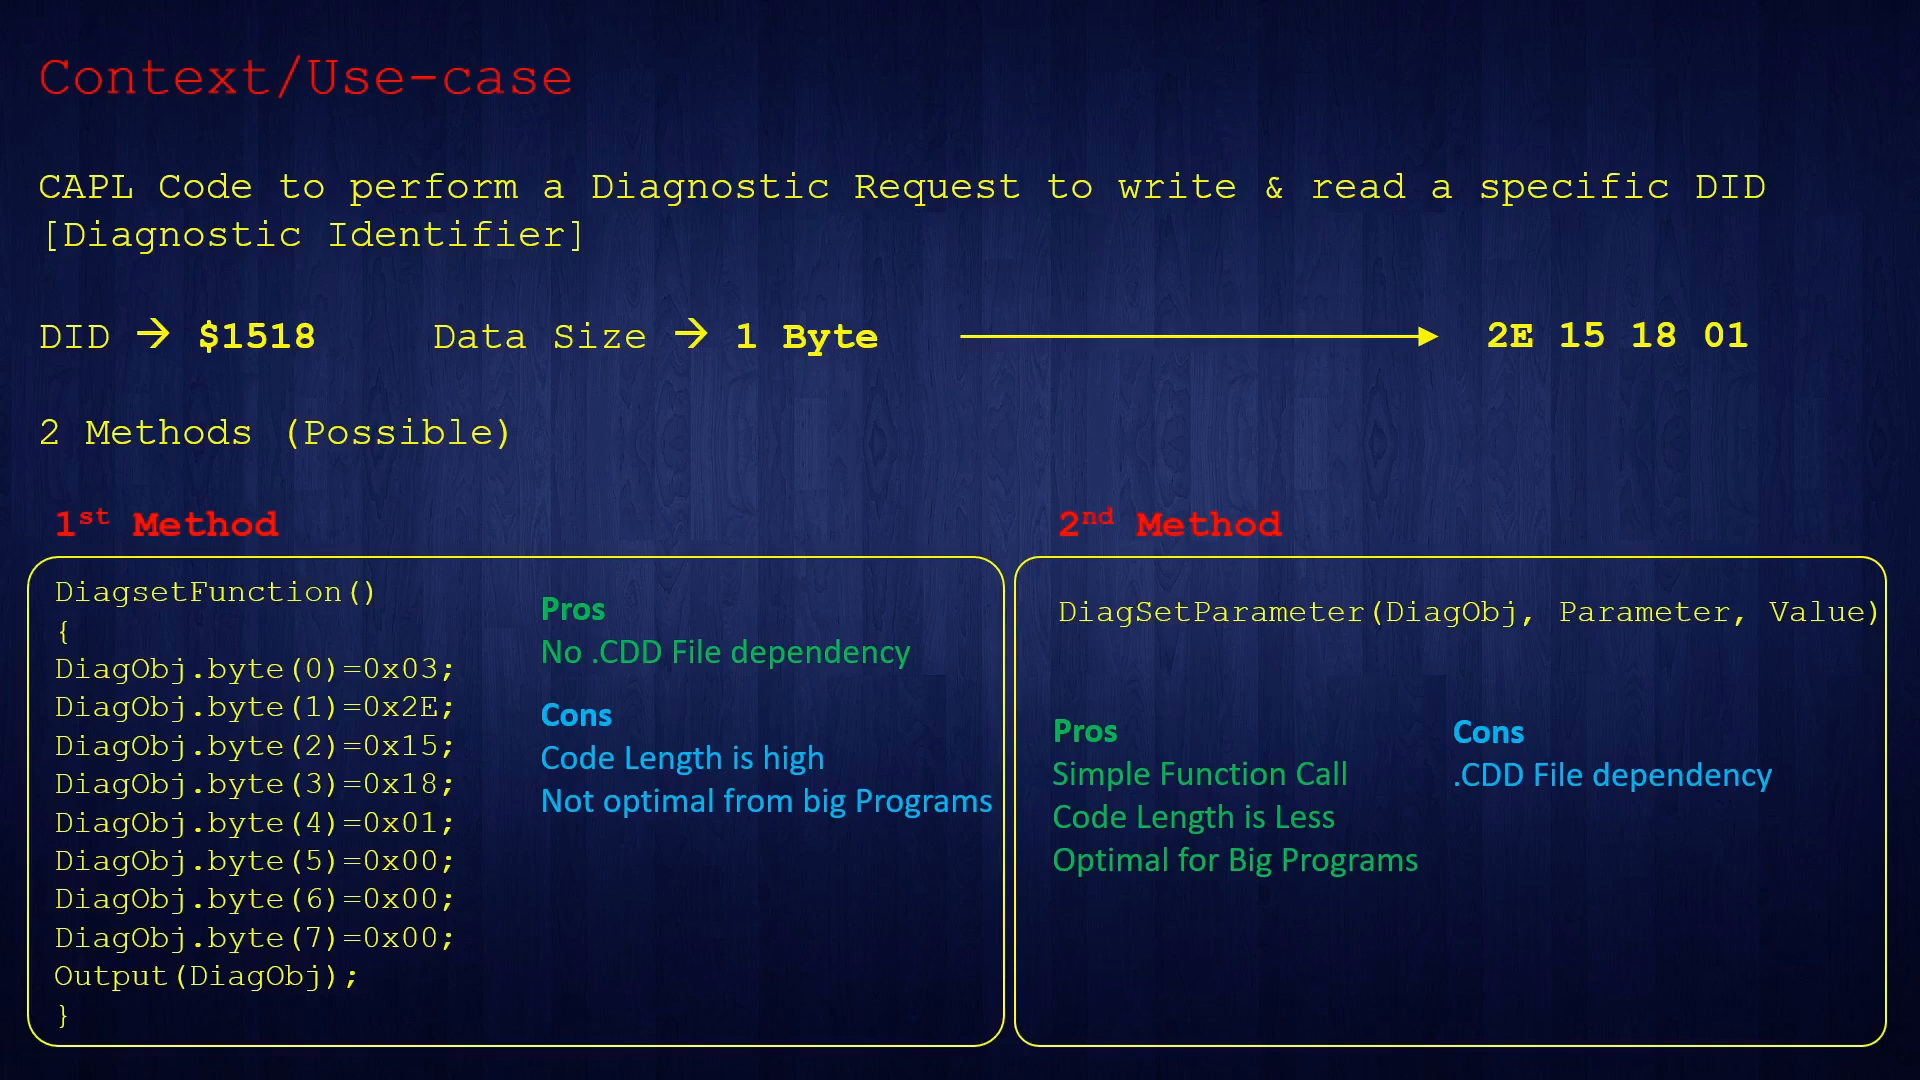 Context/Use-case
CAPL Code to perform a Diagnostic Request to write & read a specific DID
[Diagnostic Identifier]
DID → $1518 Data Size → 1 Byte 2E 15 18 01
2 Methods (Possible)
1st Method
DiagsetFunction()
{
DiagObj.byte(0)=0x03;
DiagObj.byte(1)=0x2E;
DiagObj.byte(2)=0x15;
DiagObj.byte(3)=0x18;
DiagObj.byte(4)=0x01;
DiagObj.byte(5)=0x00;
DiagObj.byte(6)=0x00;
DiagObj.byte(7)=0x00;
Output(DiagObj);
}
Pros
No .CDD File dependency
Cons
Code Length is high
Not optimal from big Programs
2nd Method
DiagSetParameter(DiagObj, Parameter, Value)
Pros
Simple Function Call
Code Length is Less
Optimal for Big Programs
Cons
.CDD File dependency